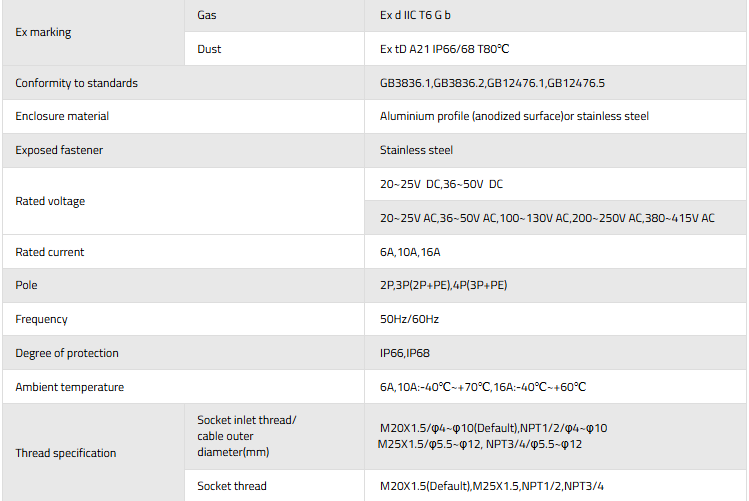 Ex marking
Gas
Ex d IIC T6 G b
Dust
Ex tD A21 IP66/68 T80℃
Conformity to standards
GB3836.1,GB3836.2,GB12476.1,GB12476.5
Enclosure material
Aluminium profile (anodized surface)or stainless steel
Exposed fastener
Stainless steel
Rated voltage
20~25V DC,36~50V DC
20~25V AC,36~50V AC,100~130V AC,200~250V AC,380~415V AC
Rated current
6A,10A,16A
Pole
2P,3P(2P+PE),4P(3P+PE)
Frequency
50Hz/60Hz
Degree of protection
IP66,IP68
Ambient temperature
6A,10A:-40℃~+70℃,16A:-40℃~+60℃
Thread specification
Socket inlet thread/
cable outer
diameter(mm)
M20X1.5/φ4~φ10(Default),NPT1/2/φ4~φ10
M25X1.5/φ5.5~φ12, NPT3/4/φ5.5~φ12
Socket thread
M20X1.5(Default),M25X1.5,NPT1/2,NPT3/4